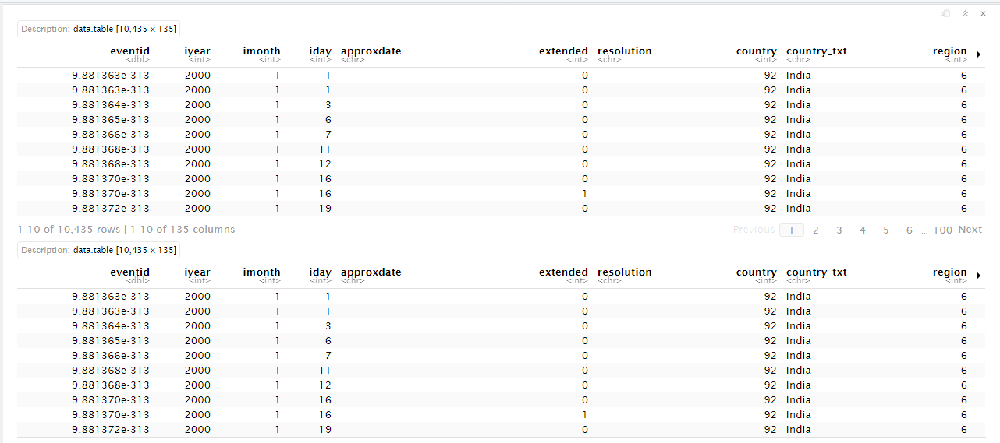 Description: data.table [10,435 x 135]
eventid iyear imonth iday approxdate extended resolution country country_txt region
<dbl> <int> <int> <int> <chr> <int> <chr> <int> <chr> <int>
9.881363e-313 2000 1 1 0 92 India 6
9.881363e-313 2000 1 1 0 92 India 6
9.881364e-313 2000 1 3 0 92 India 6
9.881365e-313 2000 1 6 0 92 India 6
9.881366e-313 2000 1 7 0 92 India 6
9.881368e-313 2000 1 11 0 92 India 6
9.881368e-313 2000 1 12 0 92 India 6
9.881370e-313 2000 1 16 0 92 India 6
9.881370e-313 2000 1 16 1 92 India 6
9.881372e-313 2000 1 19 0 92 India 6
1-10 of 10,435 rows | 1-10 of 135 columns Previous 1 2 3 4 5 6 ... 100 Next
Description: data.table [10,435 x 135]
eventid iyear imonth iday approxdate extended resolution country country_txt region
<dbl> <int> <int> <int> <chr> <int> <chr> <int> <chr> <int>
9.881363e-313 2000 1 1 0 92 India 6
9.881363e-313 2000 1 1 0 92 India 6
9.881364e-313 2000 1 3 0 92 India 6
9.881365e-313 2000 1 6 0 92 India 6
9.881366e-313 2000 1 7 0 92 India 6
9.881368e-313 2000 1 11 0 92 India 6
9.881368e-313 2000 1 12 0 92 India 6
9.881370e-313 2000 1 16 0 92 India 6
9.881370e-313 2000 1 16 1 92 India 6
9.881372e-313 2000 1 19 0 92 India 6